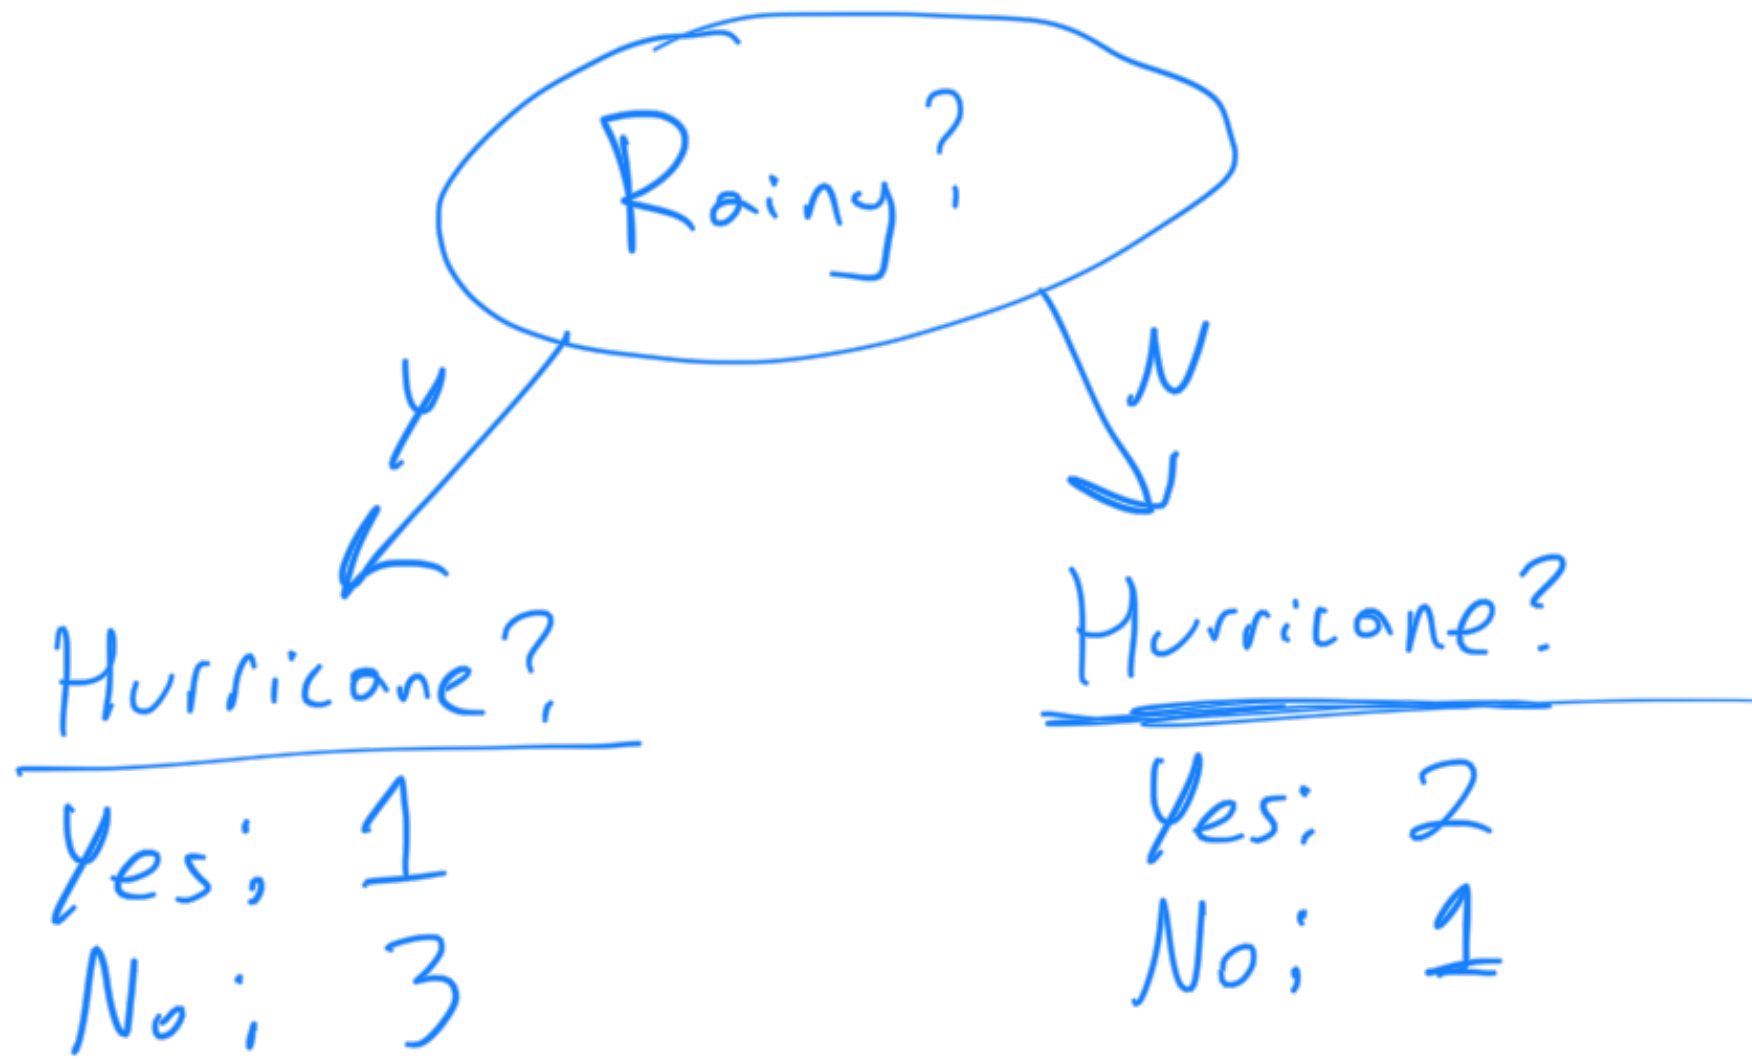 Rainy?
Y
N
Hurricane?
Yes: 1
No: 3
Hurricane?
Yes: 2
No: 1